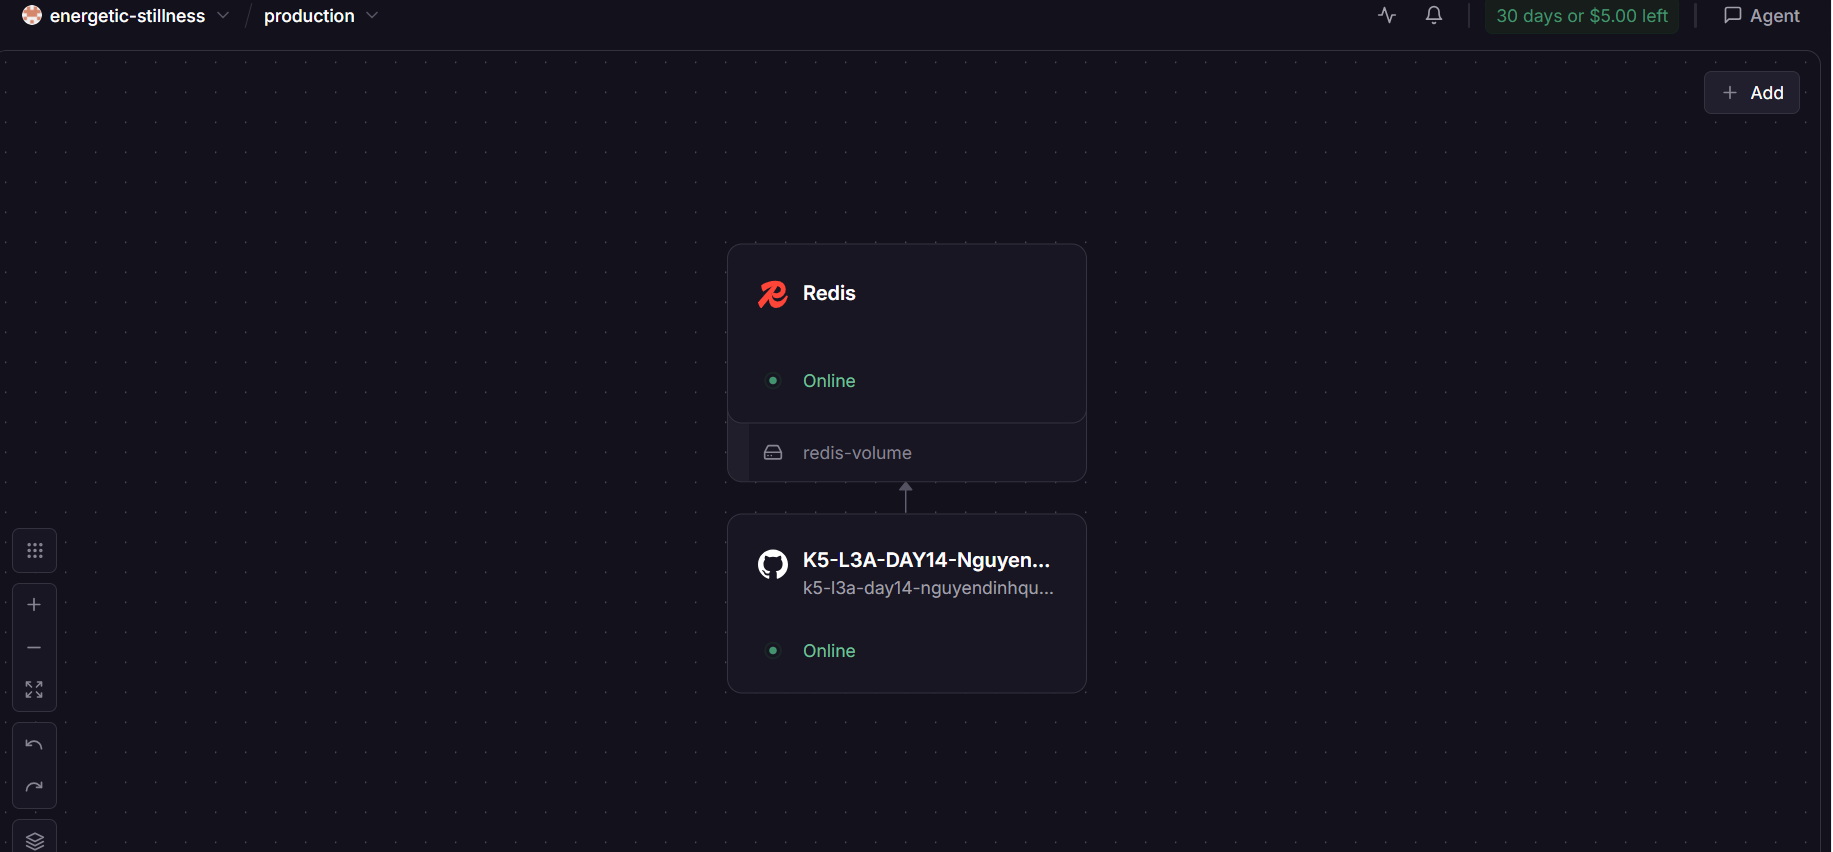 energetic-stillness / production
30 days or $5.00 left
Agent
+ Add
Redis
Online
redis-volume
K5-L3A-DAY14-Nguyen...
k5-l3a-day14-nguyendinhqu...
Online